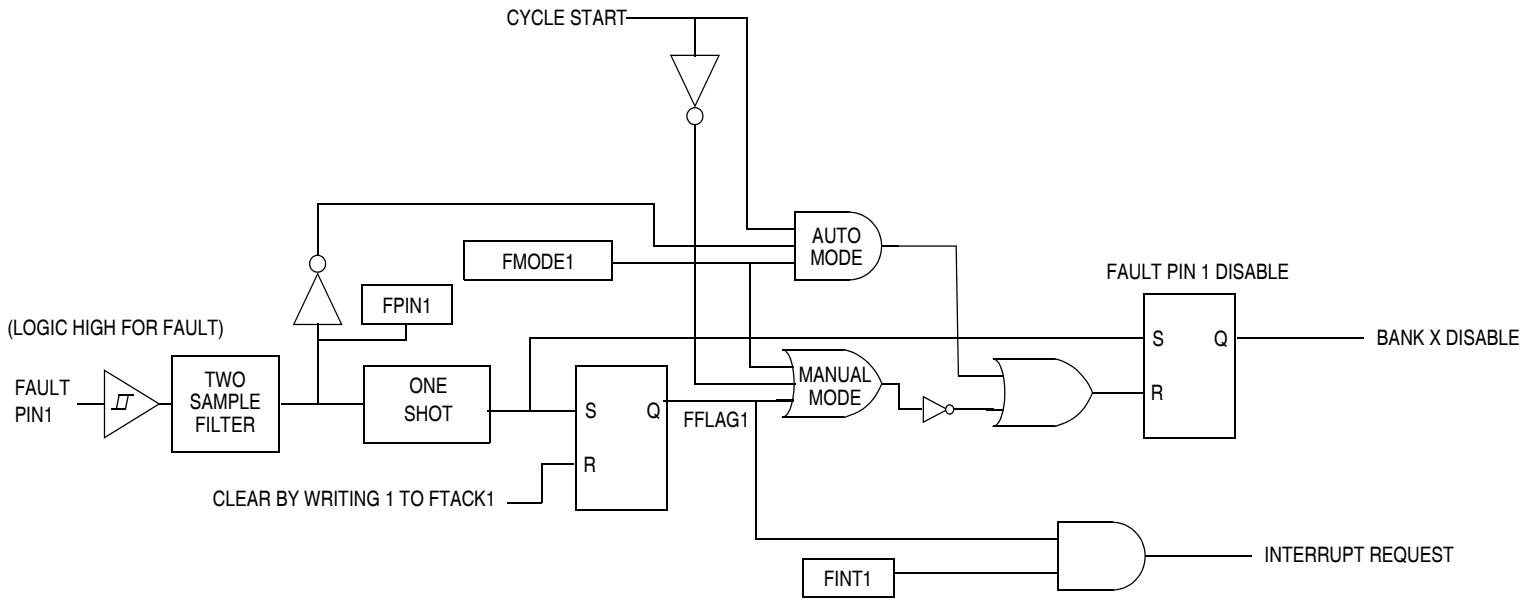 CYCLE START
AUTO
MODE
FMODE1
FAULT PIN 1 DISABLE
FPIN1
(LOGIC HIGH FOR FAULT)
S
Q
BANK X DISABLE
FAULT
PIN1
TWO
SAMPLE
FILTER
ONE
SHOT
MANUAL
MODE
R
S
Q
FFLAG1
R
CLEAR BY WRITING 1 TO FTACK1
INTERRUPT REQUEST
FINT1